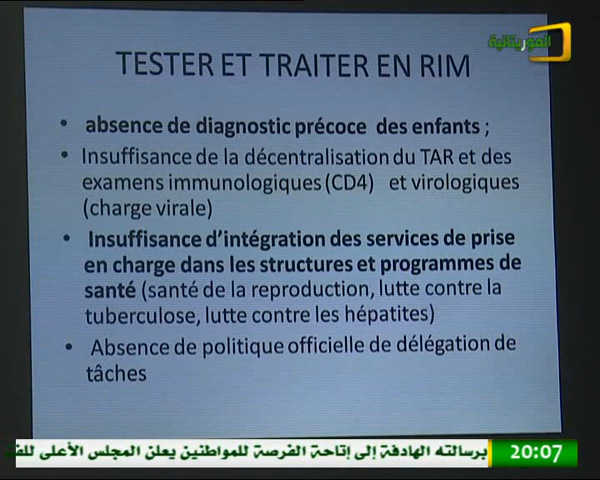 الموريتانية
TESTER ET TRAITER EN RIM
• absence de diagnostic précoce des enfants ;
• Insuffisance de la décentralisation du TAR et des
examens immunologiques (CD4) et virologiques
(charge virale)
• Insuffisance d’intégration des services de prise
en charge dans les structures et programmes de
santé (santé de la reproduction, lutte contre la
tuberculose, lutte contre les hépatites)
• Absence de politique officielle de délégation de
tâches
برسالته الهادفة إلى إتاحة الفرصة للمواطنين يعلن المجلس الأعلى 20:07